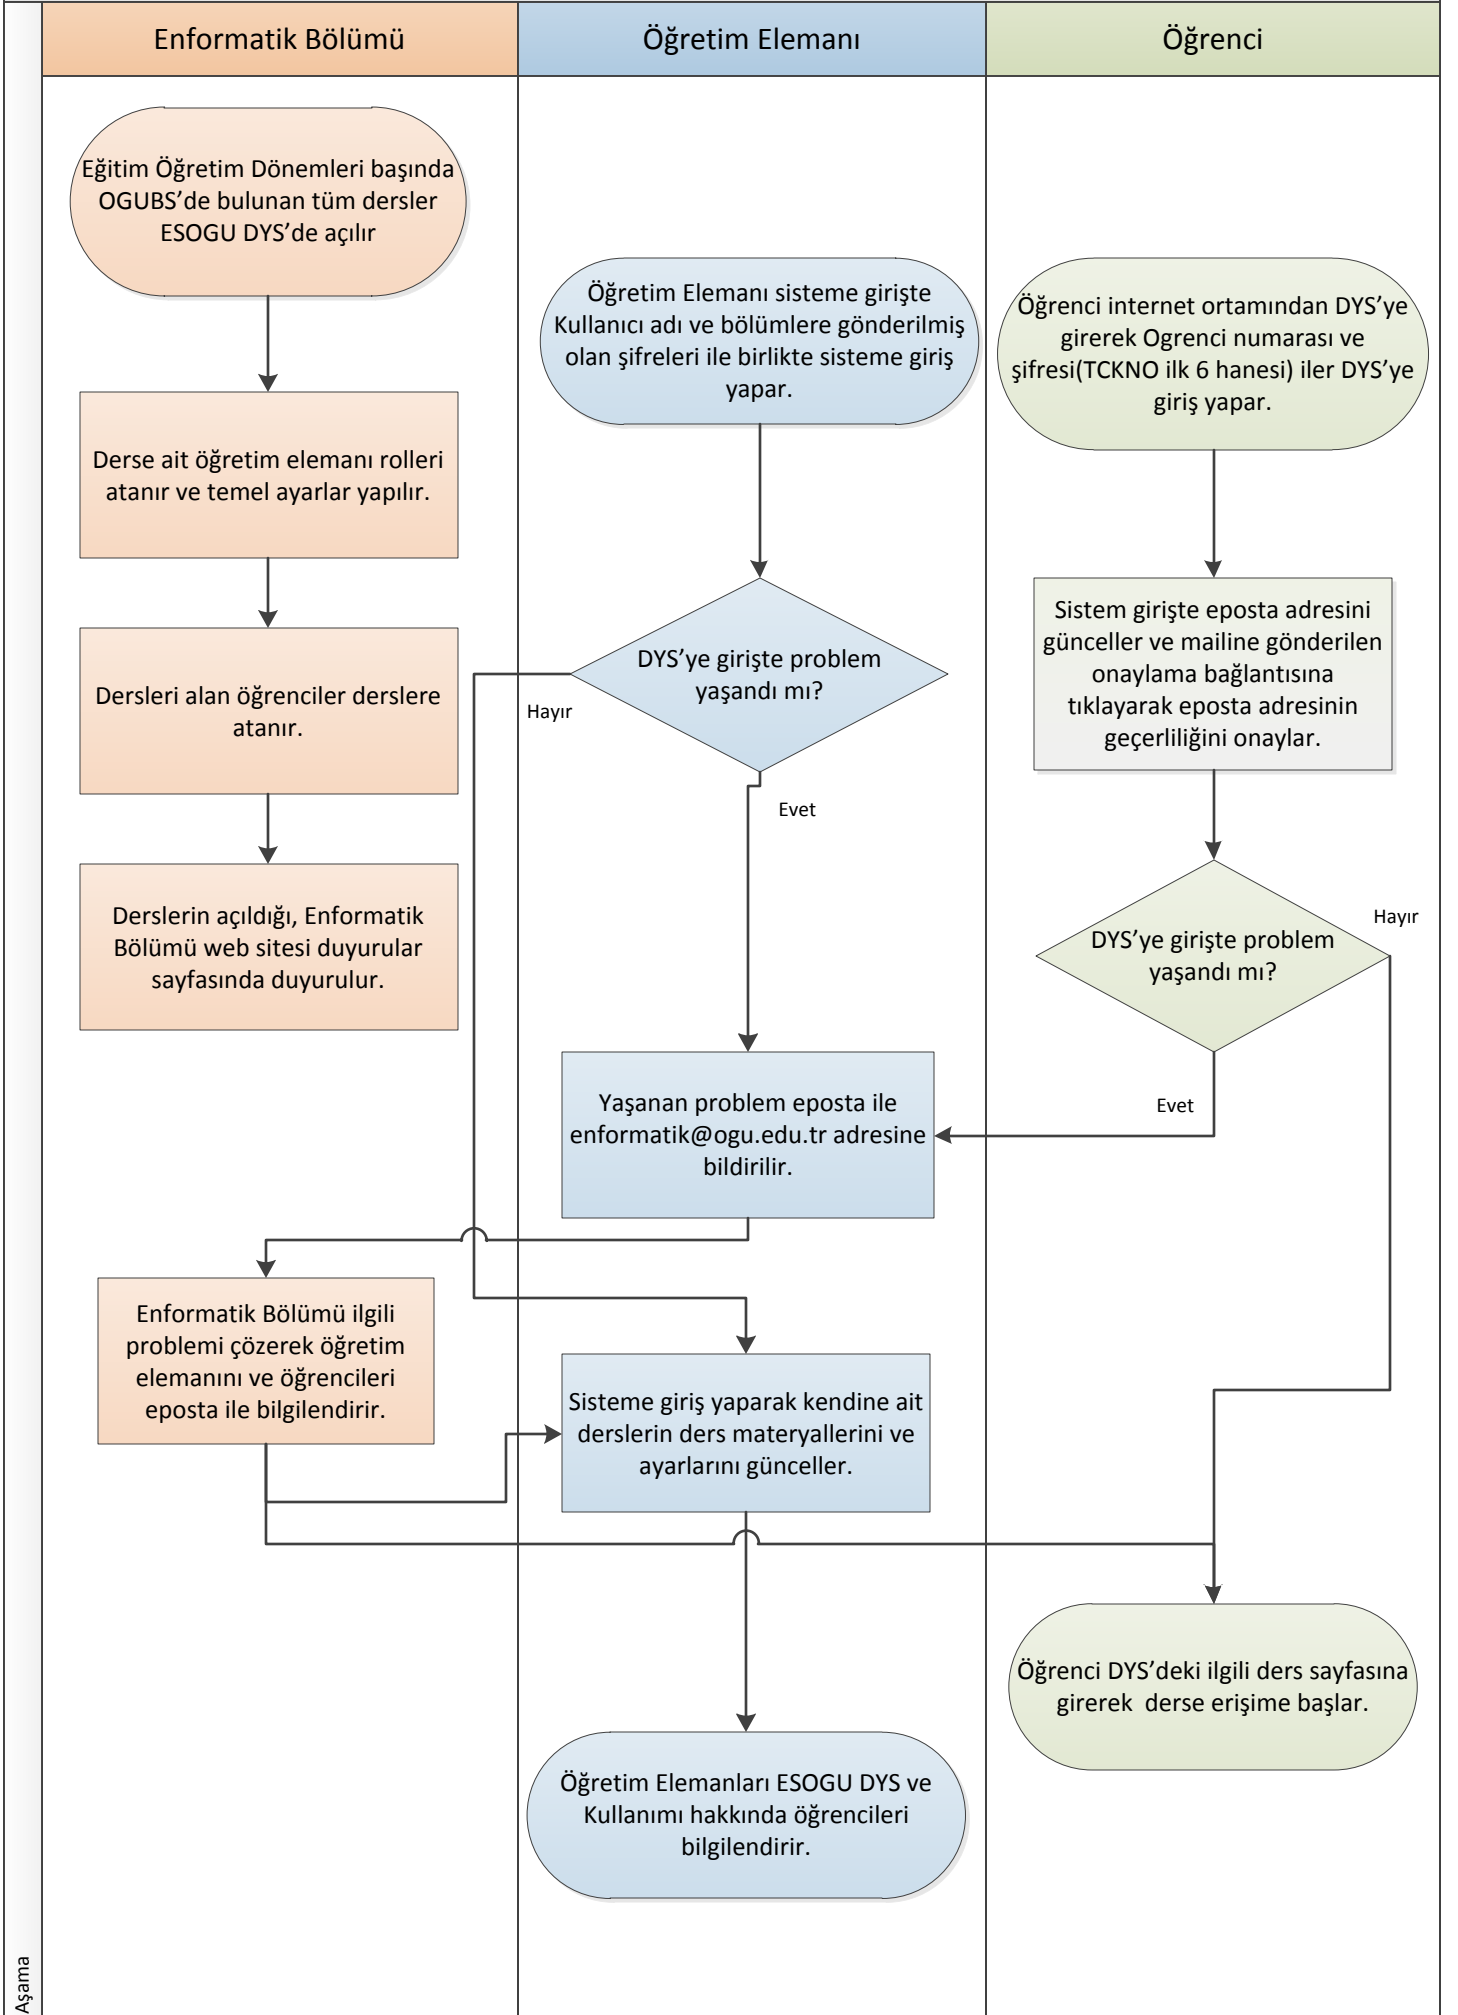 Enformatik Bölümü
Öğretim Elemanı
Öğrenci
Eğitim Öğretim Dönemleri başında
OGUBS’de bulunan tüm dersler
ESOGU DYS’de açılır
Derse ait öğretim elemanı rolleri
atanır ve temel ayarlar yapılır.
Dersleri alan öğrenciler derslere
atanır.
Derslerin açıldığı, Enformatik
Bölümü web sitesi duyurular
sayfasında duyurulur.
Öğretim Elemanı sisteme girişte
Kullanıcı adı ve bölümlere gönderilmiş
olan şifreleri ile birlikte sisteme giriş
yapar.
DYS’ye girişte problem
yaşandı mı?
Hayır
Evet
Öğrenci internet ortamından DYS’ye
girerek Ogrenci numarası ve
şifresi(TCKNO ilk 6 hanesi) iler DYS’ye
giriş yapar.
Sistem girişte eposta adresini
günceller ve mailine gönderilen
onaylama bağlantısına
tıklayarak eposta adresinin
geçerliliğini onaylar.
DYS’ye girişte problem
yaşandı mı?
Hayır
Evet
Yaşanan problem eposta ile
enformatik@ogu.edu.tr adresine
bildirilir.
Enformatik Bölümü ilgili
problemi çözerek öğretim
elemanını ve öğrencileri
eposta ile bilgilendirir.
Sisteme giriş yaparak kendine ait
derslerin ders materyallerini ve
ayarlarını günceller.
Öğrenci DYS’deki ilgili ders sayfasına
girerek  derse erişime başlar.
Öğretim Elemanları ESOGU DYS ve
Kullanımı hakkında öğrencileri
bilgilendirir.
Aşama